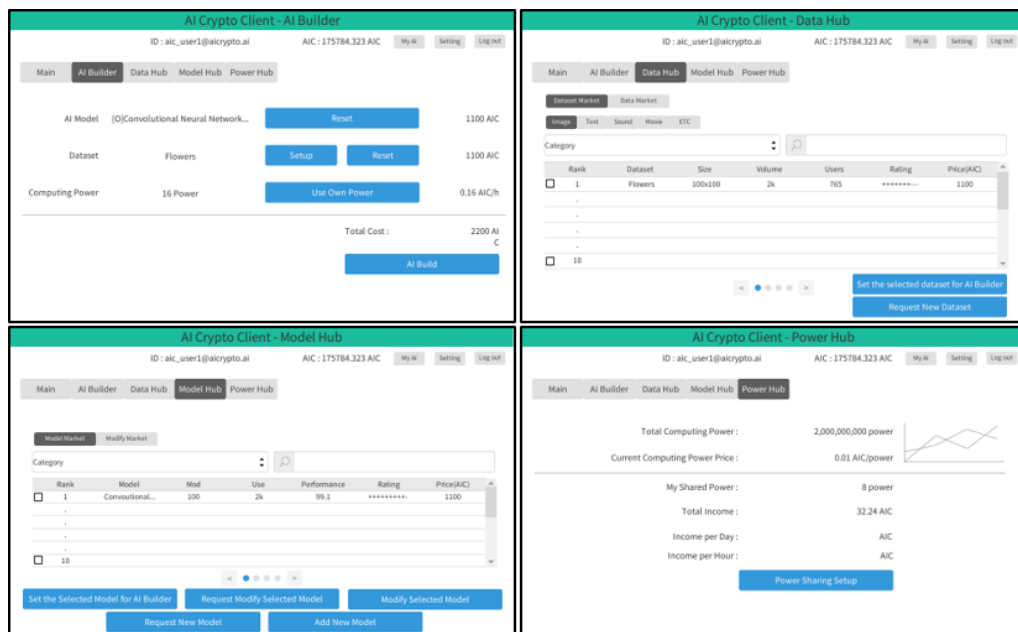 AI Crypto Client - AI Builder
ID : aic_user1@aicrypto.ai AIC : 175784.323 AIC My AI Setting Log out
Main AI Builder Data Hub Model Hub Power Hub
AI Model [O]Convolutional Neural Network... Reset 1100 AIC
Dataset Flowers Setup Reset 1100 AIC
Computing Power 16 Power Use Own Power 0.16 AIC/h
Total Cost : 2200 AI
C
AI Build
AI Crypto Client - Data Hub
ID : aic_user1@aicrypto.ai AIC : 175784.323 AIC My AI Setting Log out
Main AI Builder Data Hub Model Hub Power Hub
Dataset Market Data Market
Image Text Sound Movie ETC
Category
Rank Dataset Size Volume Users Rating Price(AIC)
1 Flowers 100x100 2k 765 +++++++--- 1100
.
.
.
.
10
< >
Set the selected dataset for AI Builder
Request New Dataset
AI Crypto Client - Model Hub
ID : aic_user1@aicrypto.ai AIC : 175784.323 AIC My AI Setting Log out
Main AI Builder Data Hub Model Hub Power Hub
Model Market Modify Market
Category
Rank Model Mod Use Performance Rating Price(AIC)
1 Convoutional... 100 2k 99.1 +++++++++- 1100
.
.
.
.
10
< >
Set the Selected Model for AI Builder Request Modify Selected Model Modify Selected Model
Request New Model Add New Model
AI Crypto Client - Power Hub
ID : aic_user1@aicrypto.ai AIC : 175784.323 AIC My AI Setting Log out
Main AI Builder Data Hub Model Hub Power Hub
Total Computing Power : 2,000,000,000 power
Current Computing Power Price : 0.01 AIC/power
My Shared Power : 8 power
Total Income : 32.24 AIC
Income per Day : AIC
Income per Hour : AIC
Power Sharing Setup